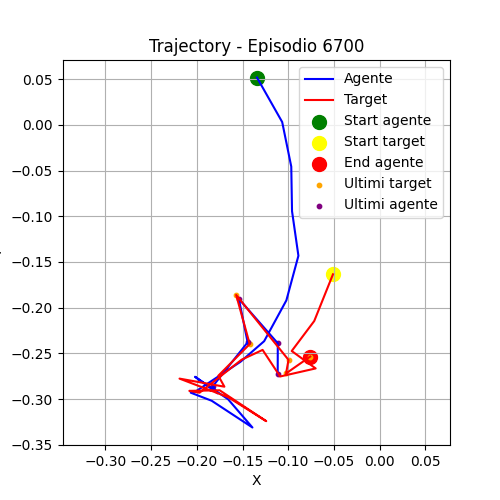 Trajectory - Episodio 6700
Agente
Target
Start agente
Start target
End agente
Ultimi target
Ultimi agente
0.05
0.00
−0.05
−0.10
−0.15
−0.20
−0.25
−0.30
−0.35
−0.30
−0.25
−0.20
−0.15
−0.10
−0.05
0.00
0.05
X